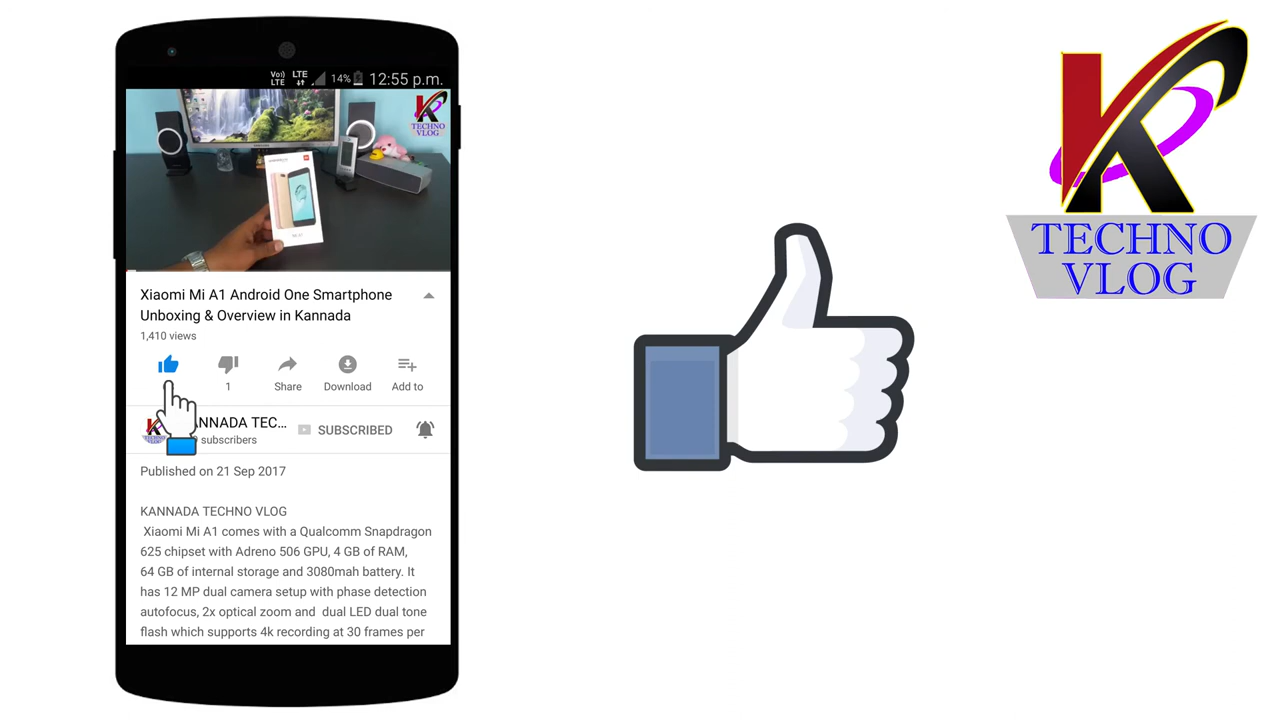 Vo)) LTE
LTE
14%
12:55 p.m.
TECHNO
VLOG
Xiaomi Mi A1 Android One Smartphone
Unboxing & Overview in Kannada
1,410 views
1
Share
Download
Add to
ANNADA TEC...
subscribers
SUBSCRIBED
Published on 21 Sep 2017
KANNADA TECHNO VLOG
Xiaomi Mi A1 comes with a Qualcomm Snapdragon
625 chipset with Adreno 506 GPU, 4 GB of RAM,
64 GB of internal storage and 3080mah battery. It
has 12 MP dual camera setup with phase detection
autofocus, 2x optical zoom and dual LED dual tone
flash which supports 4k recording at 30 frames per
K
TECHNO
VLOG